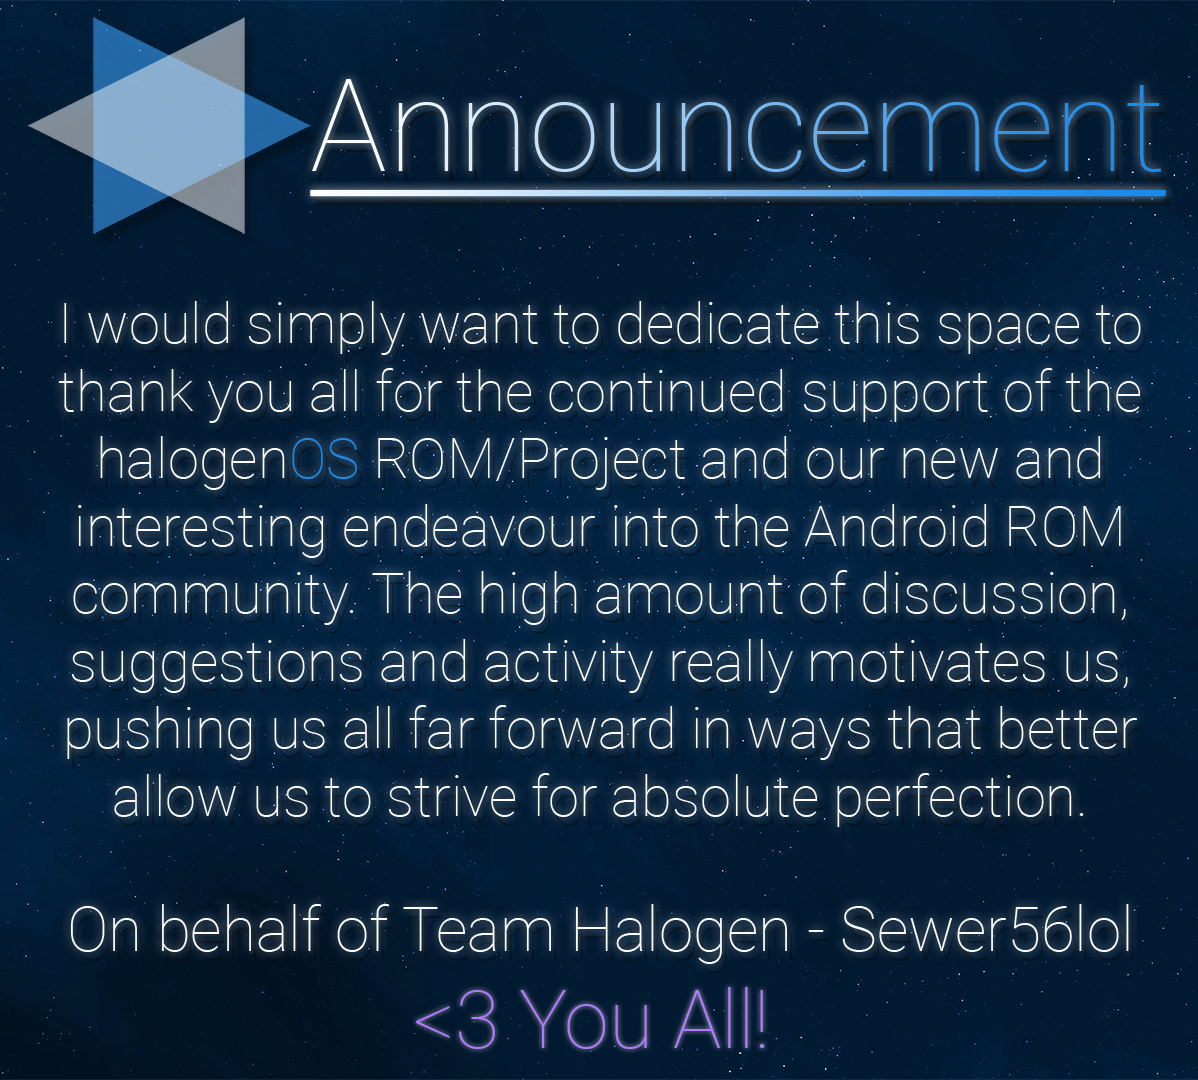 Announcement
I would simply want to dedicate this space to
thank you all for the continued support of the
halogenOS ROM/Project and our new and
interesting endeavour into the Android ROM
community. The high amount of discussion,
suggestions and activity really motivates us,
pushing us all far forward in ways that better
allow us to strive for absolute perfection.
On behalf of Team Halogen - Sewer56lol
<3 You All!